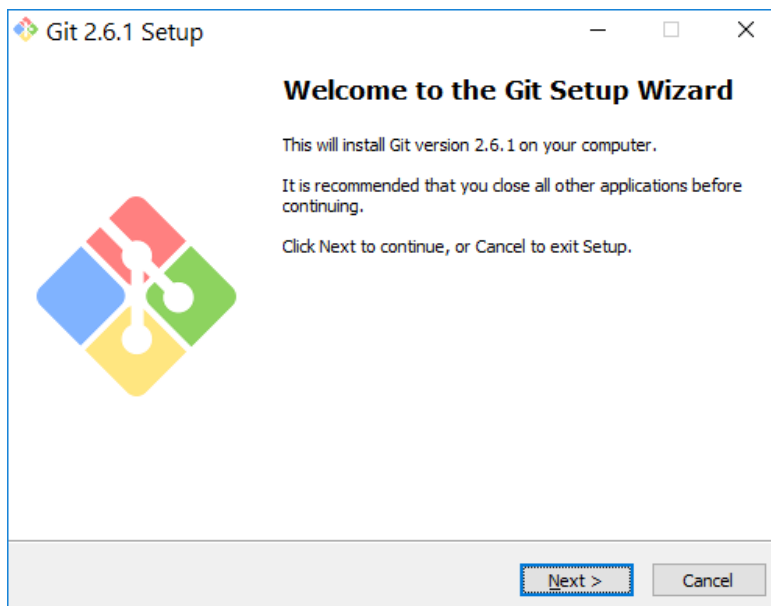 Git 2.6.1 Setup
Welcome to the Git Setup Wizard
This will install Git version 2.6.1 on your computer.
It is recommended that you close all other applications before
continuing.
Click Next to continue, or Cancel to exit Setup.
Next >
Cancel